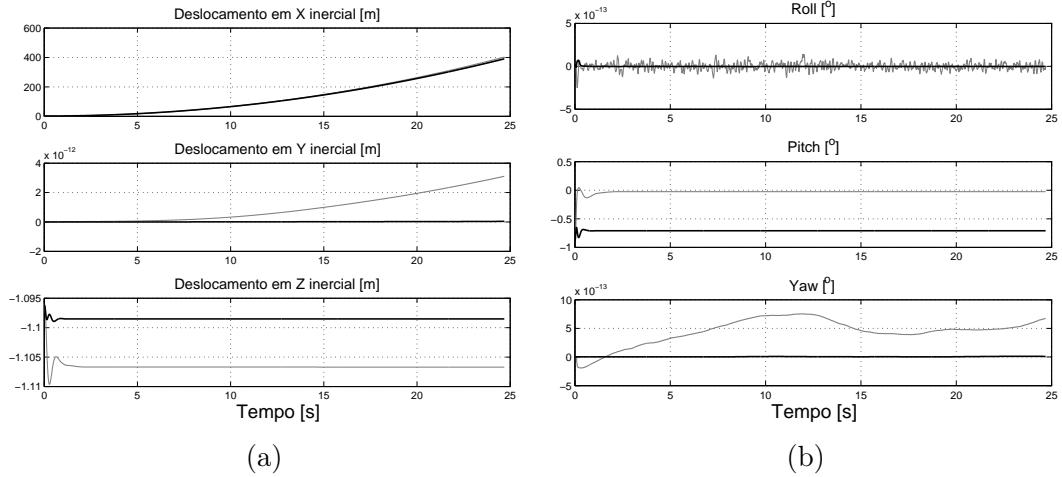 Deslocamento em X inercial [m]
600
400
200
0
0 5 10 15 20 25
Deslocamento em Y inercial [m]
x 10⁻¹²
4
2
0
−2
0 5 10 15 20 25
Deslocamento em Z inercial [m]
−1.095
−1.1
−1.105
−1.11
0 5 10 15 20 25
Tempo [s]
(a)
Roll [º]
x 10⁻¹³
5
0
−5
0 5 10 15 20 25
Pitch [º]
0.5
0
−0.5
−1
0 5 10 15 20 25
Yaw [º]
x 10⁻¹³
10
5
0
−5
0 5 10 15 20 25
Tempo [s]
(b)